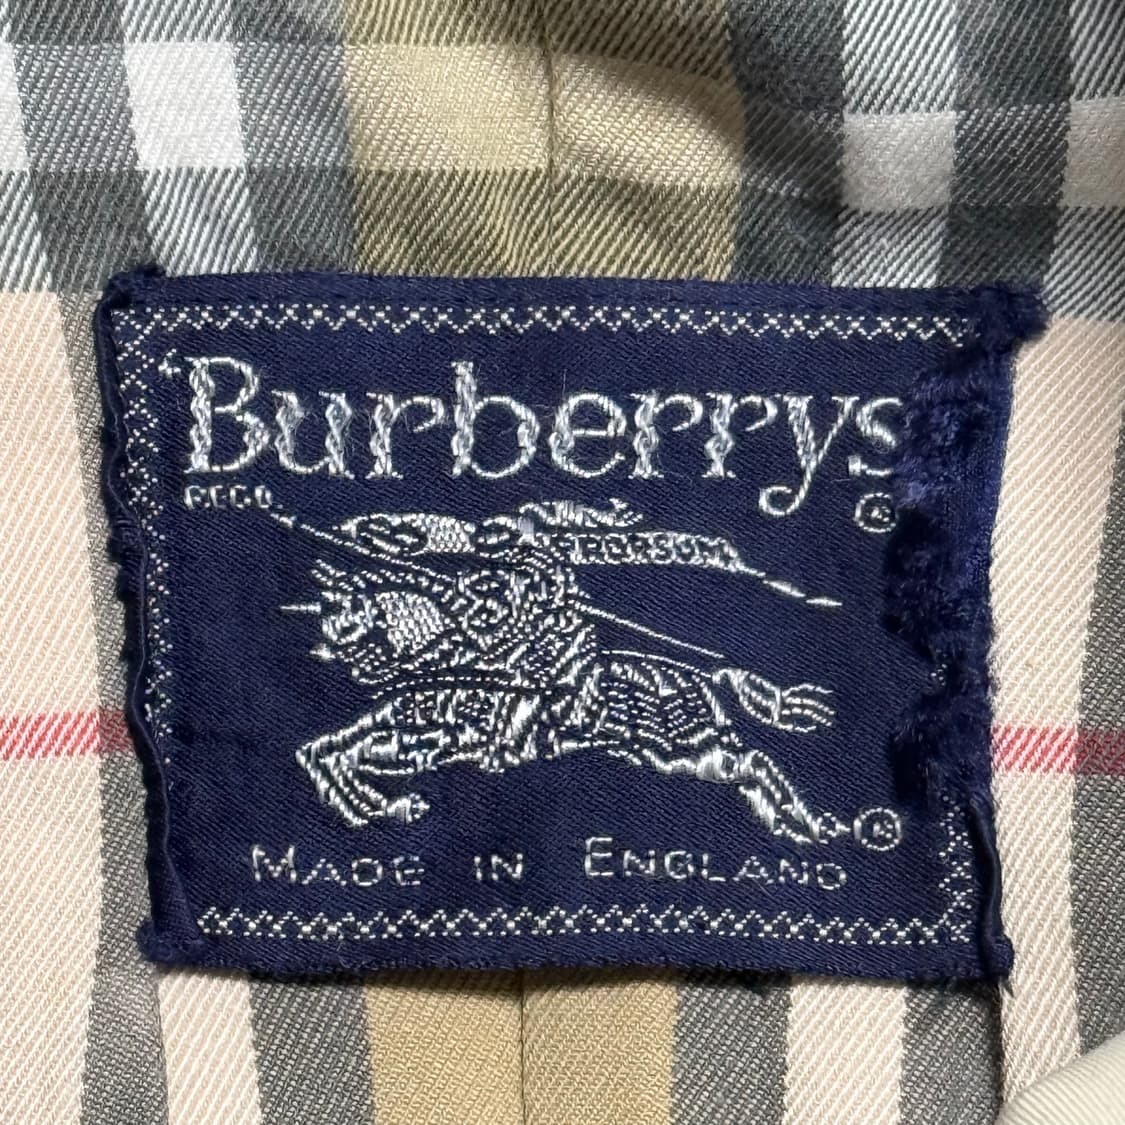 'Burberrys
REGD. ®
PRORSUM
®
MADE IN ENGLAND